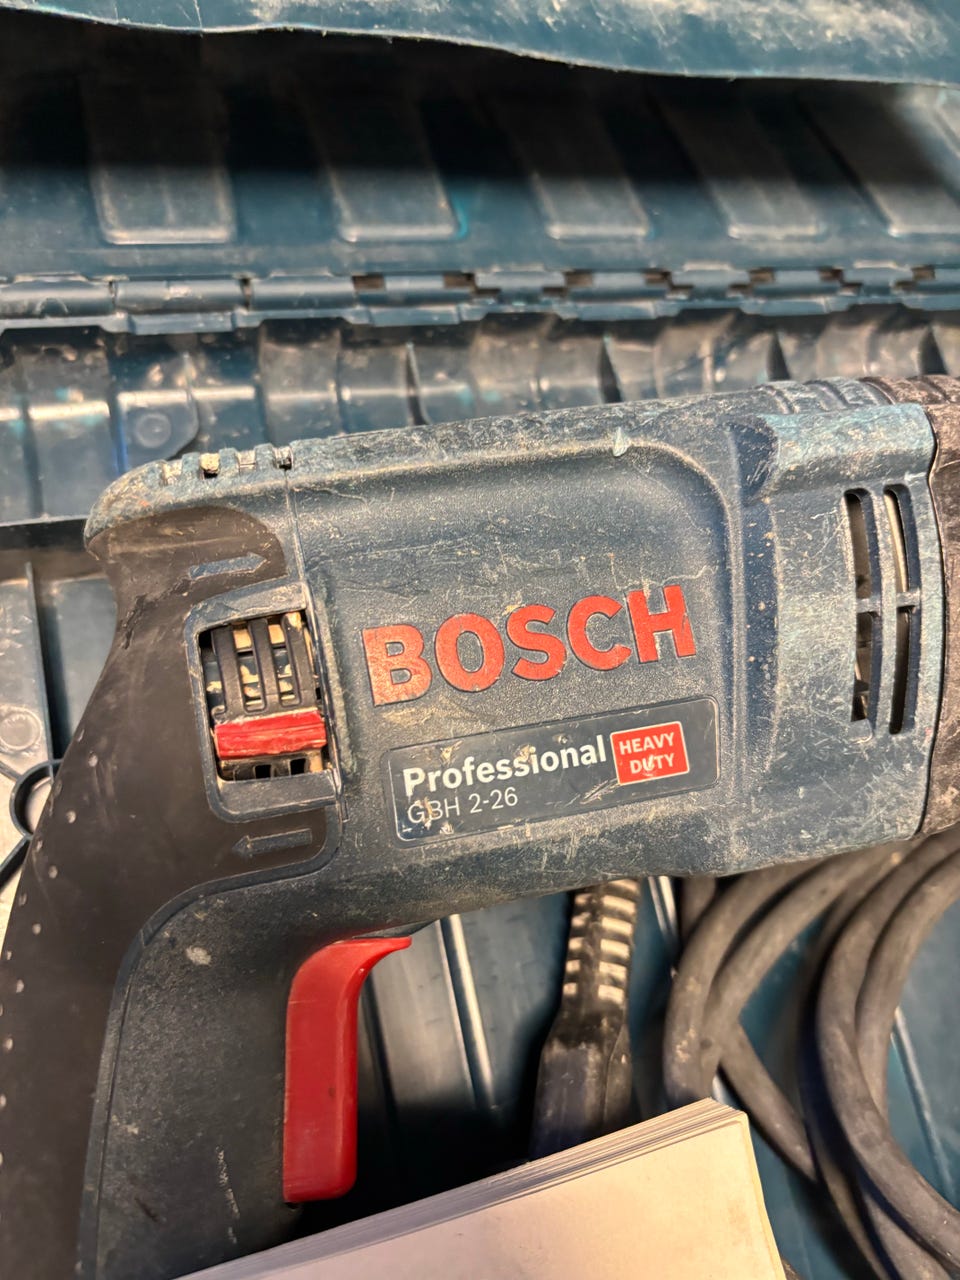 BOSCH
Professional
HEAVY
DUTY
GBH 2-26